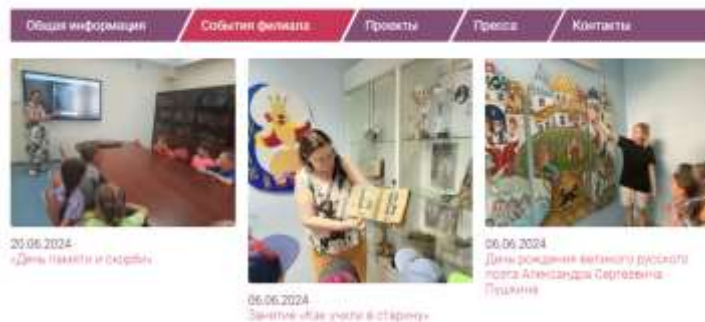 Общая информация
События филиала
Проекты
Пресса
Контакты
20.06.2024
«День памяти и скорби»
06.06.2024
Занятие «Как учили в старину»
06.06.2024
День рождения великого русского
поэта Александра Сергеевича
Пушкина